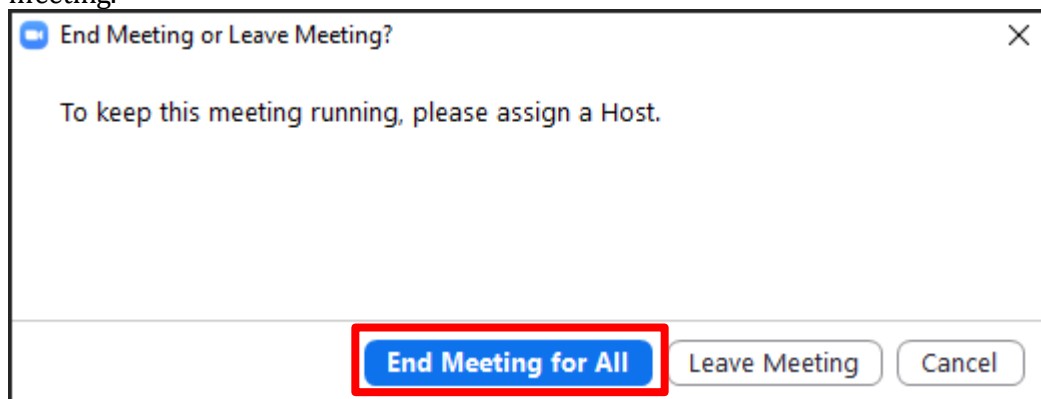 meeting.
End Meeting or Leave Meeting?
To keep this meeting running, please assign a Host.
End Meeting for All Leave Meeting Cancel